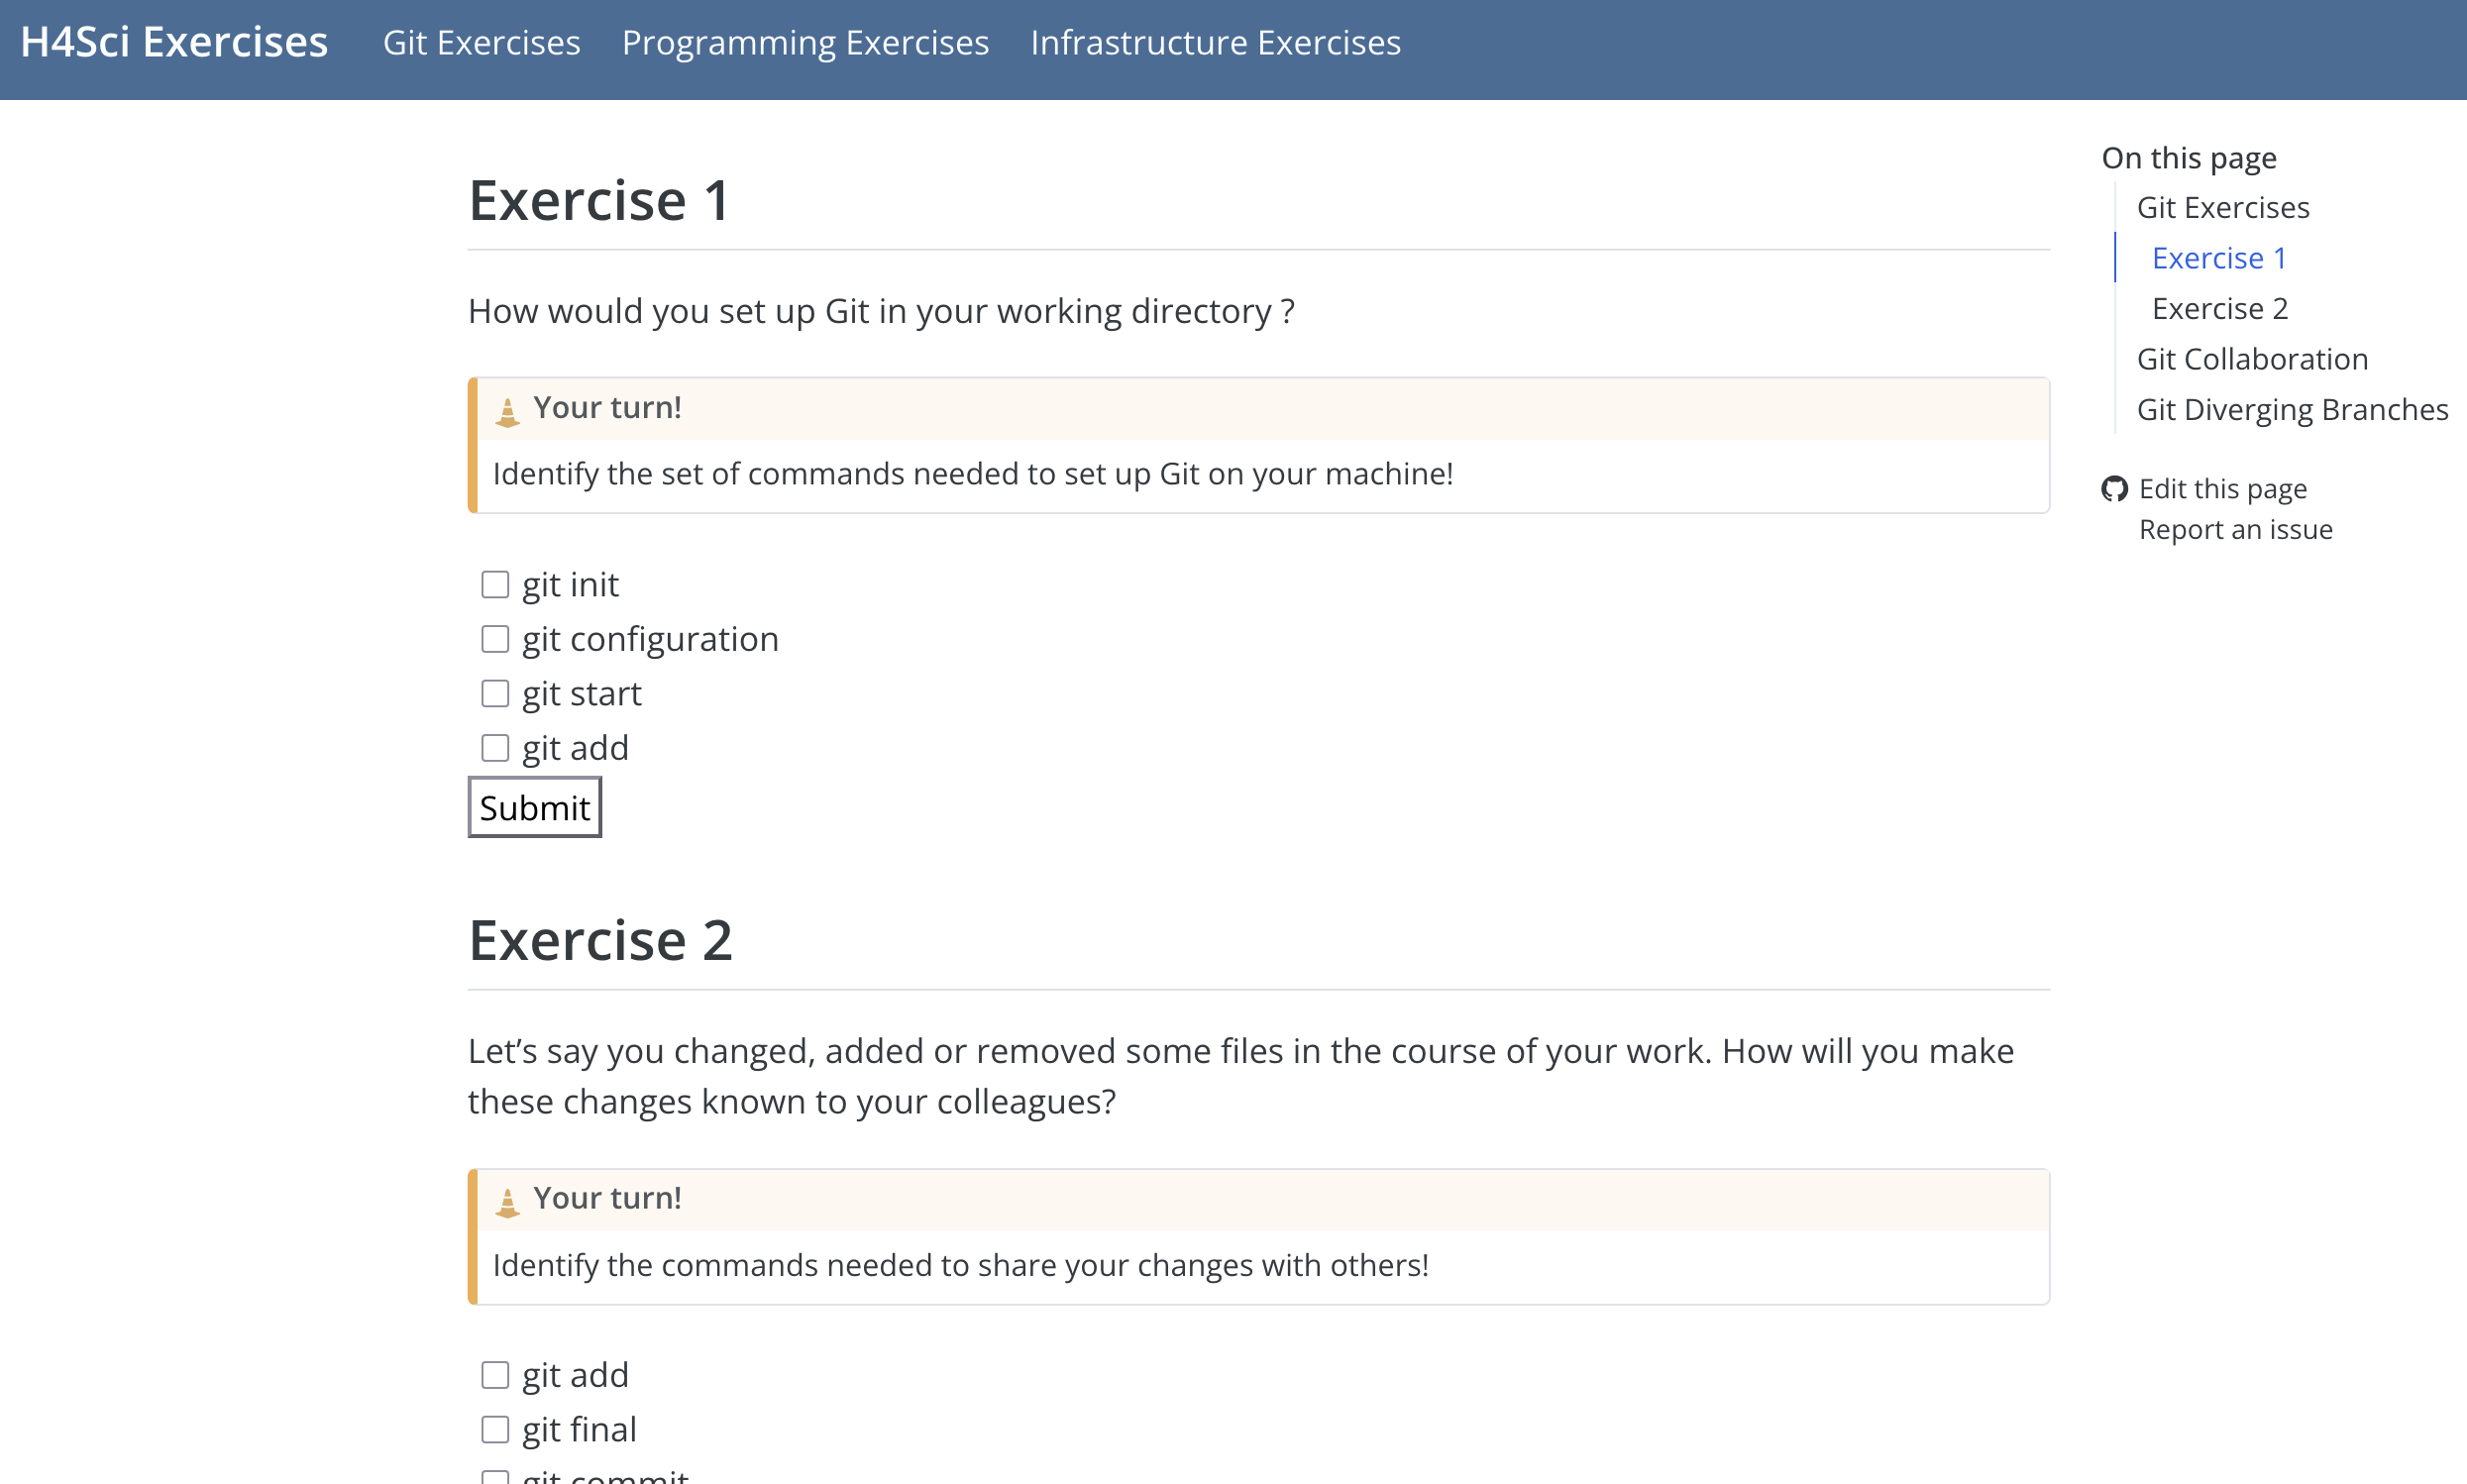 H4Sci Exercises Git Exercises Programming Exercises Infrastructure Exercises
Exercise 1
How would you set up Git in your working directory ?
Your turn!
Identify the set of commands needed to set up Git on your machine!
git init
git configuration
git start
git add
Submit
Exercise 2
Let’s say you changed, added or removed some files in the course of your work. How will you make
these changes known to your colleagues?
Your turn!
Identify the commands needed to share your changes with others!
git add
git final
git commit
On this page
Git Exercises
Exercise 1
Exercise 2
Git Collaboration
Git Diverging Branches
Edit this page
Report an issue